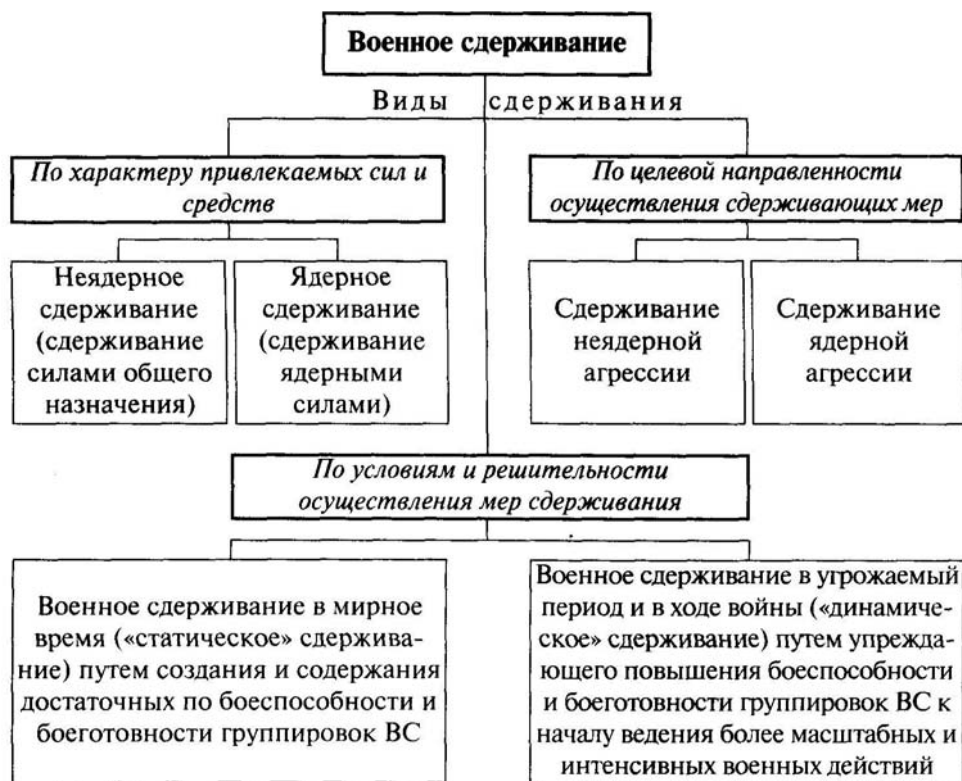 Военное сдерживание
Виды сдерживания
По характеру привлекаемых сил и
средств
По целевой направленности
осуществления сдерживающих мер
Неядерное
сдерживание
(сдерживание
силами общего
назначения)
Ядерное
сдерживание
(сдерживание
ядерными
силами)
Сдерживание
неядерной
агрессии
Сдерживание
ядерной
агрессии
По условиям и решительности
осуществления мер сдерживания
Военное сдерживание в мирное
время («статическое» сдержива-
ние) путем создания и содержания
достаточных по боеспособности и
боеготовности группировок ВС
Военное сдерживание в угрожаемый
период и в ходе войны («динамиче-
ское» сдерживание) путем упрежда-
ющего повышения боеспособности
и боеготовности группировок ВС к
началу ведения более масштабных и
интенсивных военных действий